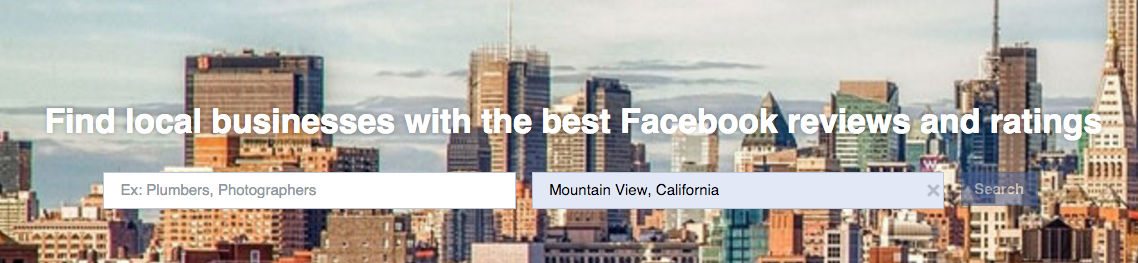 Find local businesses with the best Facebook reviews and ratings
Ex: Plumbers, Photographers
Mountain View, California
Search
W